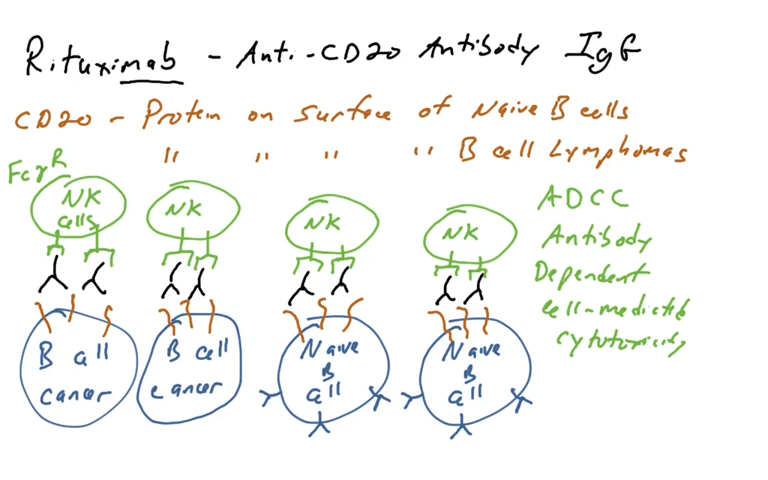 Rituximab - Anti-CD20 Antibody IgG
CD20 - Protein on Surface of Naive B cells
" " " " B cell Lymphomas
FcγR
NK
cells
NK
NK
NK
ADCC
Antibody
Dependent
Cell-mediated
Cytotoxicity
B cell
cancer
B cell
cancer
Naive
B
cell
Naive
B
cell